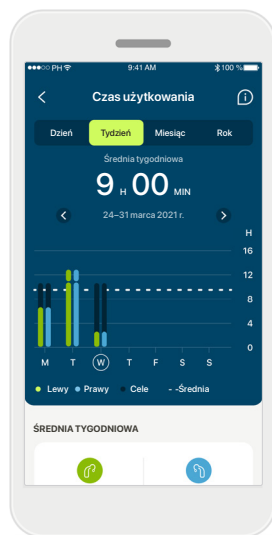 PH 9:41 AM 100 %
Czas użytkowania
Dzień Tydzień Miesiąc Rok
Średnia tygodniowa
9 H 00 MIN
24–31 marca 2021 r.
H
16
12
8
4
0
M T W T F S S
Lewy Prawy Cele - -Średnia
ŚREDNIA TYGODNIOWA